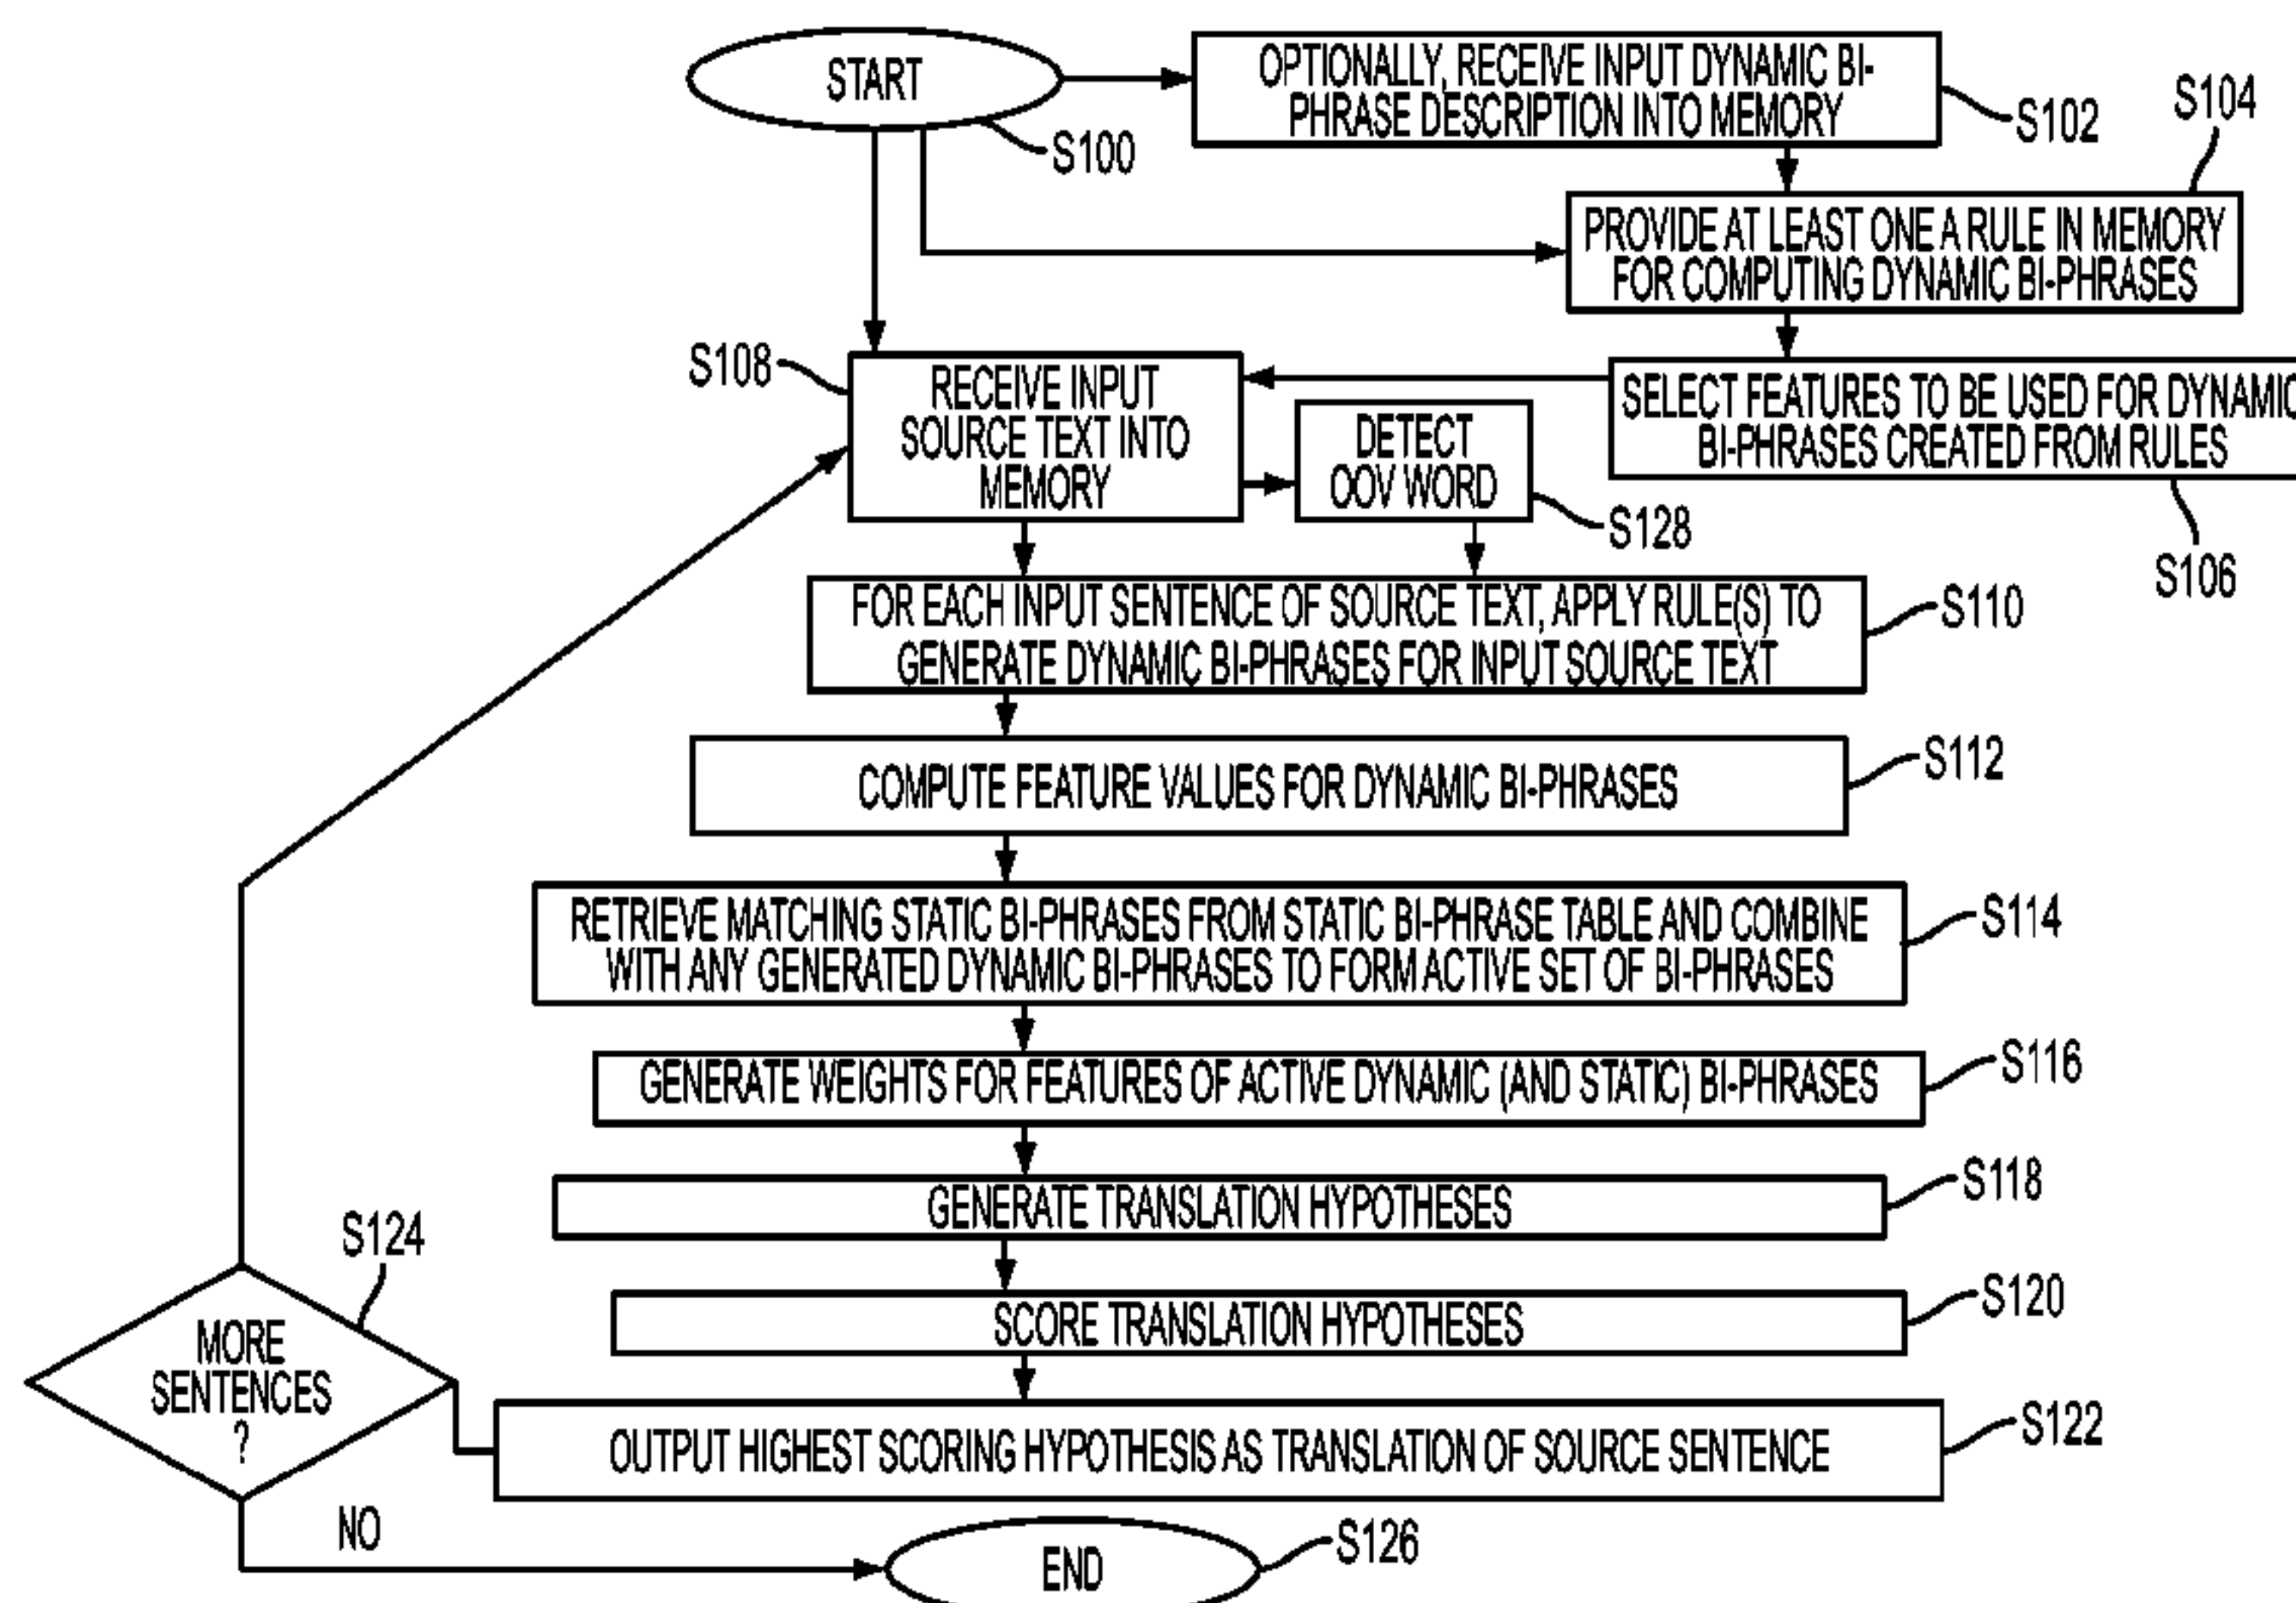 START
S100
OPTIONALLY, RECEIVE INPUT DYNAMIC BI-
PHRASE DESCRIPTION INTO MEMORY
S102
S104
PROVIDE AT LEAST ONE A RULE IN MEMORY
FOR COMPUTING DYNAMIC BI-PHRASES
S108
RECEIVE INPUT
SOURCE TEXT INTO
MEMORY
DETECT
OOV WORD
S128
SELECT FEATURES TO BE USED FOR DYNAMIC
BI-PHRASES CREATED FROM RULES
S106
FOR EACH INPUT SENTENCE OF SOURCE TEXT, APPLY RULE(S) TO
GENERATE DYNAMIC BI-PHRASES FOR INPUT SOURCE TEXT
S110
COMPUTE FEATURE VALUES FOR DYNAMIC BI-PHRASES
S112
RETRIEVE MATCHING STATIC BI-PHRASES FROM STATIC BI-PHRASE TABLE AND COMBINE
WITH ANY GENERATED DYNAMIC BI-PHRASES TO FORM ACTIVE SET OF BI-PHRASES
S114
GENERATE WEIGHTS FOR FEATURES OF ACTIVE DYNAMIC (AND STATIC) BI-PHRASES
S116
GENERATE TRANSLATION HYPOTHESES
S118
SCORE TRANSLATION HYPOTHESES
S120
S124
MORE
SENTENCES
?
OUTPUT HIGHEST SCORING HYPOTHESIS AS TRANSLATION OF SOURCE SENTENCE
S122
NO
END
S126